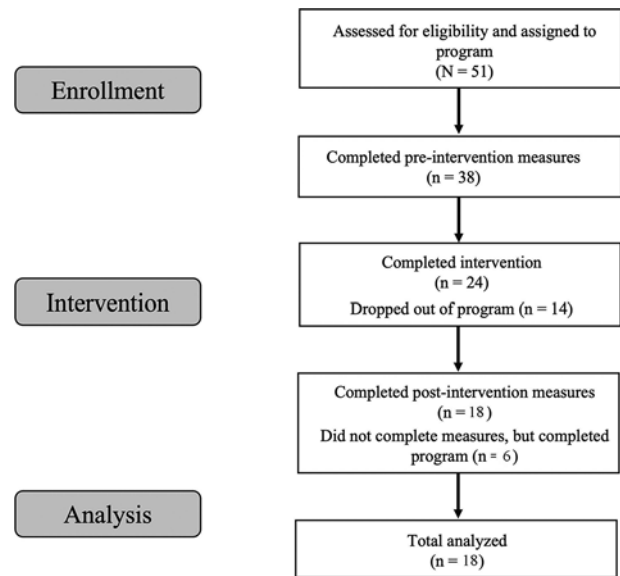 Assessed for eligibility and assigned to
program
(N = 51)
Enrollment
Completed pre-intervention measures
(n = 38)
Completed intervention
(n = 24)
Dropped out of program (n = 14)
Intervention
Completed post-intervention measures
(n = 18)
Did not complete measures, but completed
program (n = 6)
Analysis
Total analyzed
(n = 18)